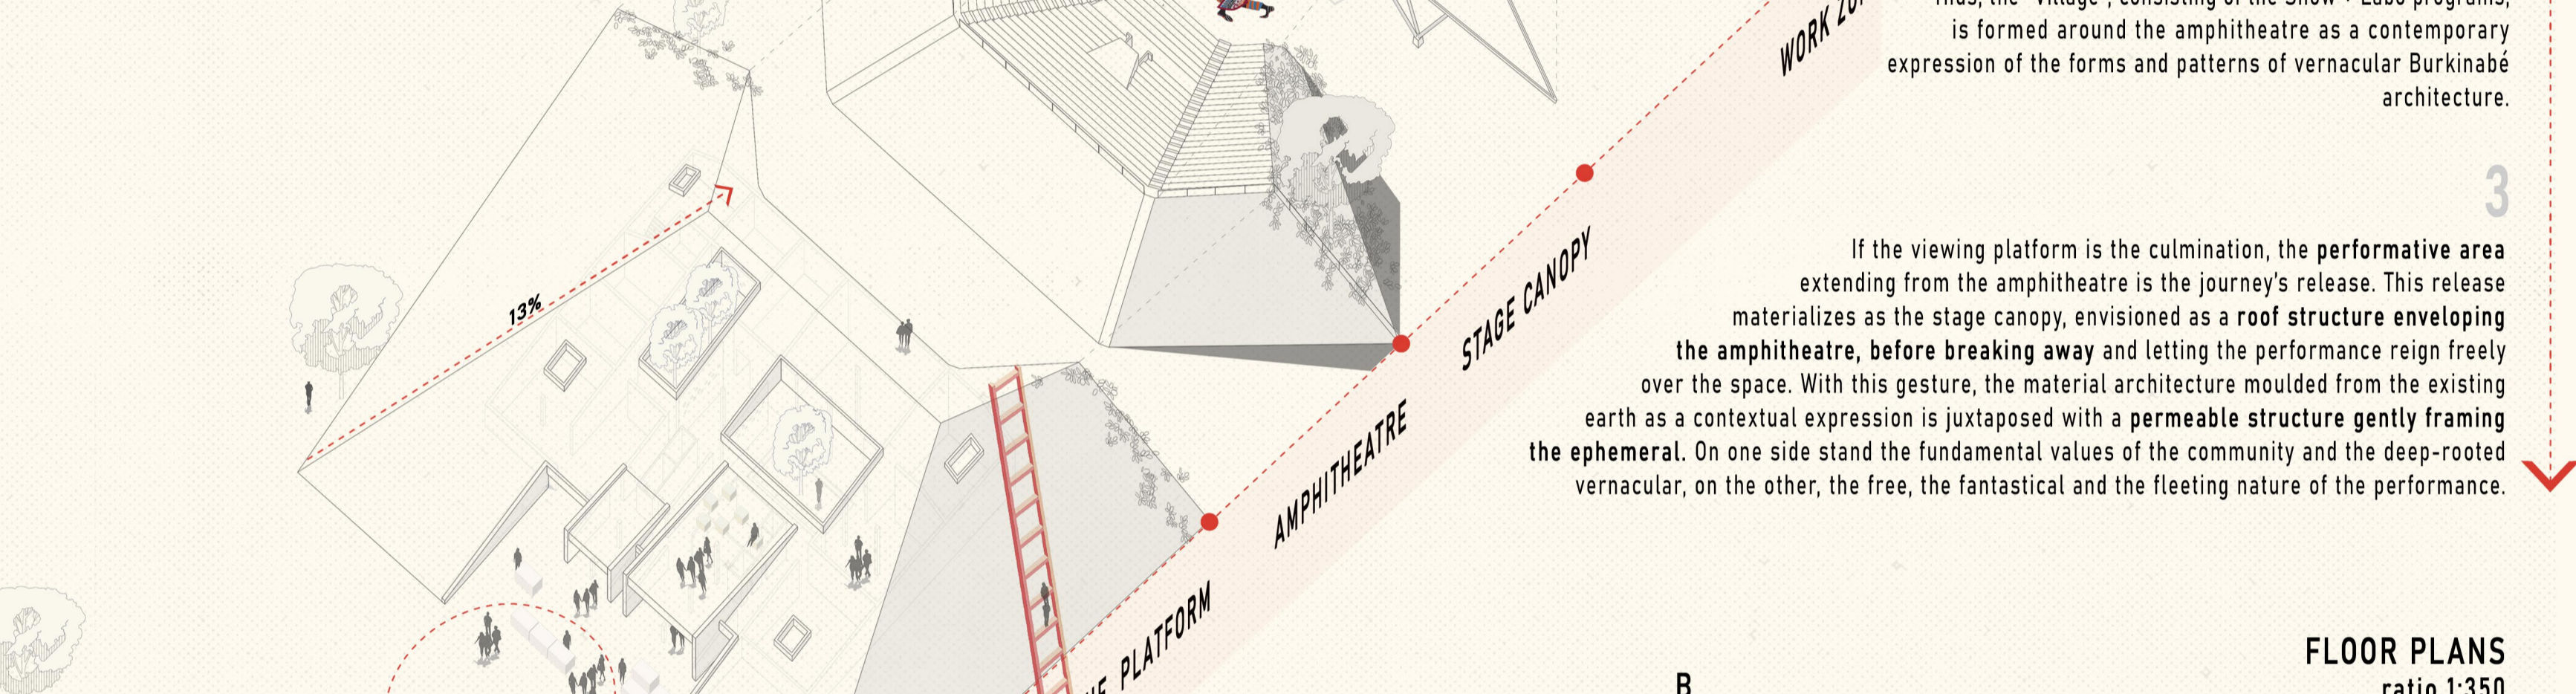 is formed around the amphitheatre as a contemporary
expression of the forms and patterns of vernacular Burkinabé
architecture.
WORK
3
If the viewing platform is the culmination, the performative area
extending from the amphitheatre is the journey's release. This release
materializes as the stage canopy, envisioned as a roof structure enveloping
the amphitheatre, before breaking away and letting the performance reign freely
over the space. With this gesture, the material architecture moulded from the existing
earth as a contextual expression is juxtaposed with a permeable structure gently framing
the ephemeral. On one side stand the fundamental values of the community and the deep-rooted
vernacular, on the other, the free, the fantastical and the fleeting nature of the performance.
13%
STAGE CANOPY
AMPHITHEATRE
PLATFORM
FLOOR PLANS
ratio 1:350
B